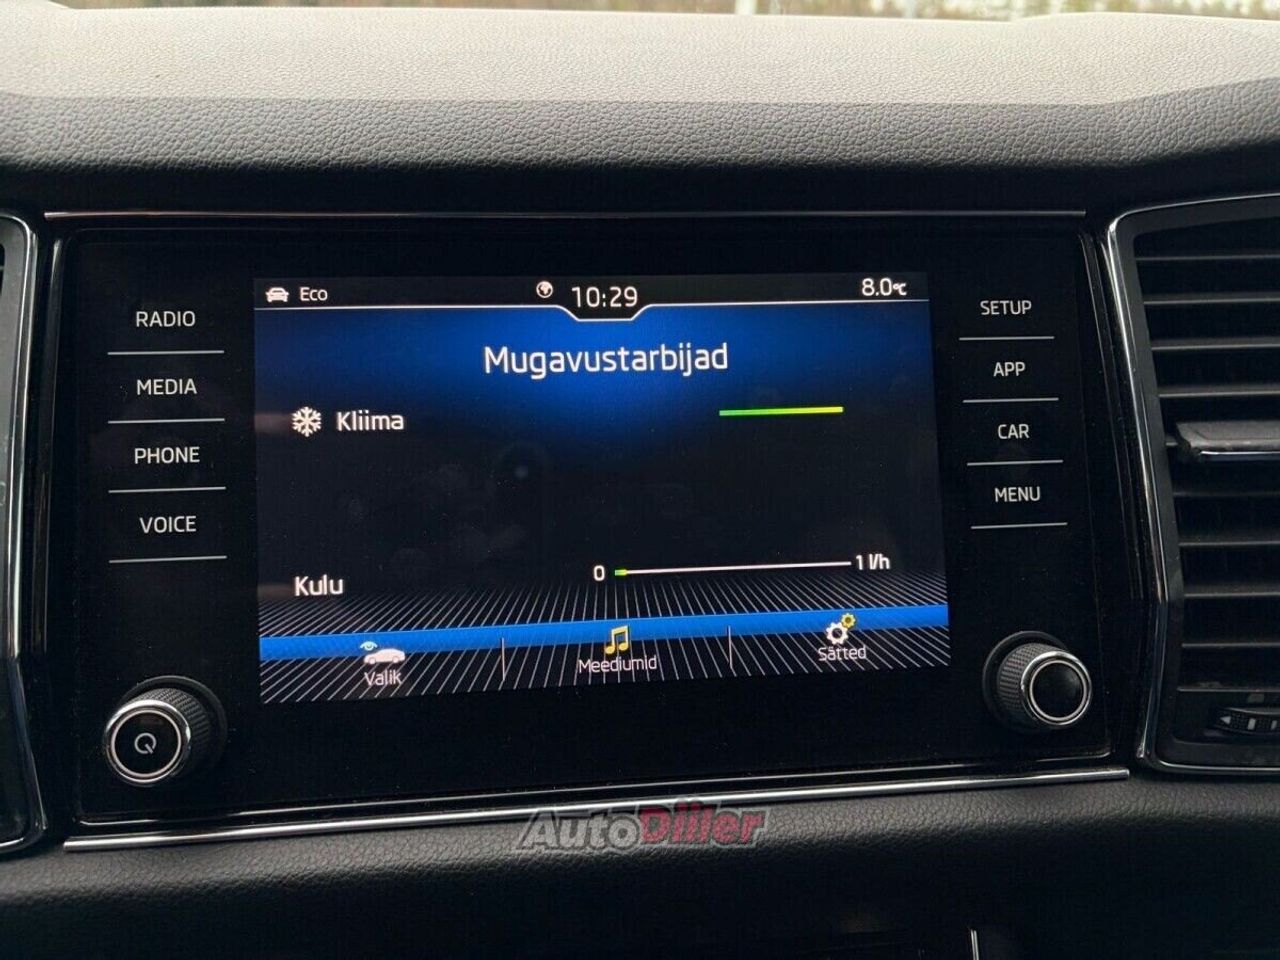 RADIO
MEDIA
PHONE
VOICE
Eco
10:29
8.0°C
Mugavustarbijad
Kliima
Kulu
0
1 l/h
Valik
Meediumid
Sätted
SETUP
APP
CAR
MENU
AutoDiiler